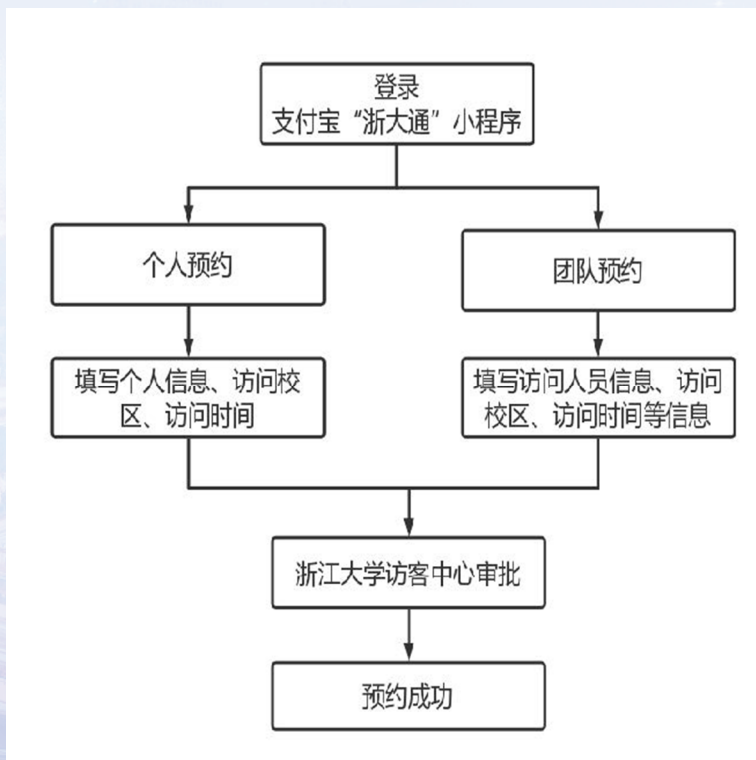 登录
支付宝“浙大通”小程序
个人预约
团队预约
填写个人信息、访问校
区、访问时间
填写访问人员信息、访问
校区、访问时间等信息
浙江大学访客中心审批
预约成功